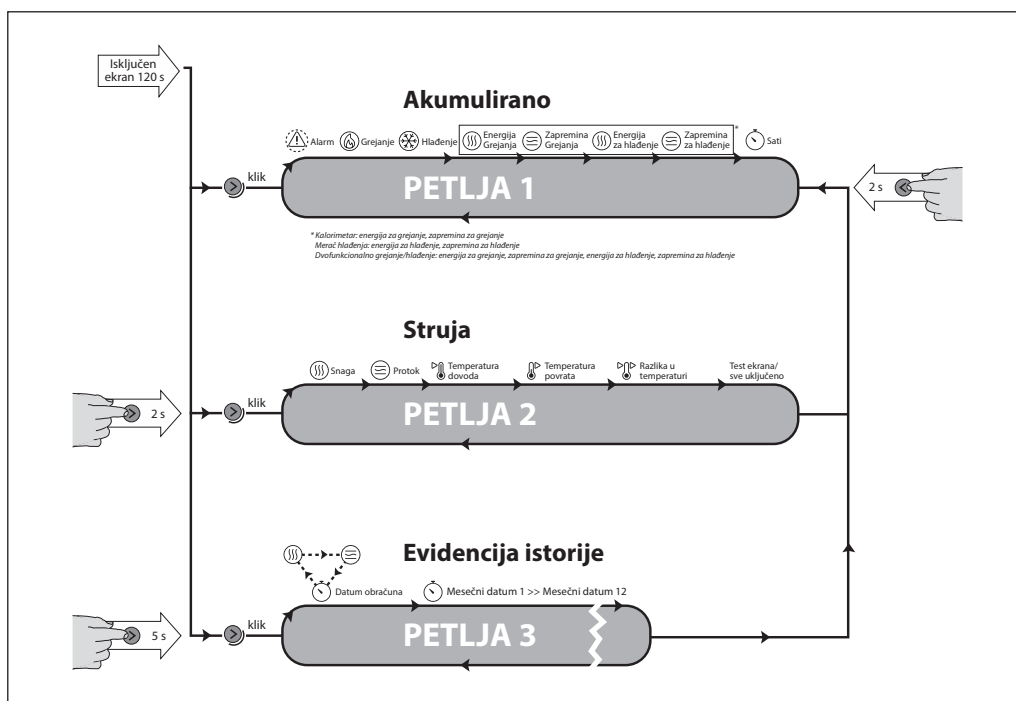 Isključen
ekran 120 s
Akumulirano
Alarm
Grejanje
Hlađenje
Energija
Grejanja
Zapremina
Grejanja
Energija
za hlađenje
Zapremina
za hlađenje
*
Sati
klik
PETLJA 1
2 s
* Kalorimetar: energija za grejanje, zapremina za grejanje
Merač hlađenja: energija za hlađenje, zapremina za hlađenje
Dvofunkcionalno grejanje/hlađenje: energija za grejanje, zapremina za grejanje, energija za hlađenje, zapremina za hlađenje
Struja
Snaga
Protok
Temperatura
dovoda
Temperatura
povrata
Razlika u
temperaturi
Test ekrana/
sve uključeno
2 s
klik
PETLJA 2
Evidencija istorije
Datum obračuna
Mesečni datum 1 >> Mesečni datum 12
5 s
klik
PETLJA 3